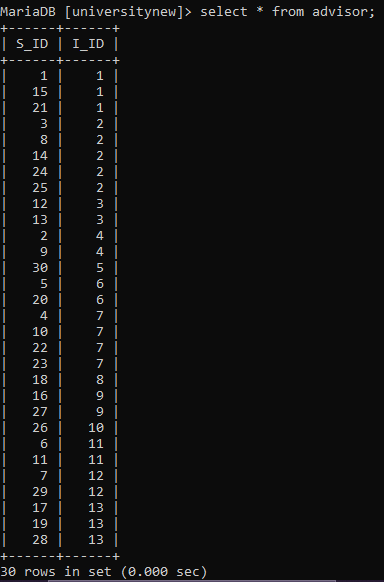 MariaDB [universitynew]> select * from advisor;
+------+------+
| S_ID | I_ID |
+------+------+
|    1 |    1 |
|   15 |    1 |
|   21 |    1 |
|    3 |    2 |
|    8 |    2 |
|   14 |    2 |
|   24 |    2 |
|   25 |    2 |
|   12 |    3 |
|   13 |    3 |
|    2 |    4 |
|    9 |    4 |
|   30 |    5 |
|    5 |    6 |
|   20 |    6 |
|    4 |    7 |
|   10 |    7 |
|   22 |    7 |
|   23 |    7 |
|   18 |    8 |
|   16 |    9 |
|   27 |    9 |
|   26 |   10 |
|    6 |   11 |
|   11 |   11 |
|    7 |   12 |
|   29 |   12 |
|   17 |   13 |
|   19 |   13 |
|   28 |   13 |
+------+------+
30 rows in set (0.000 sec)